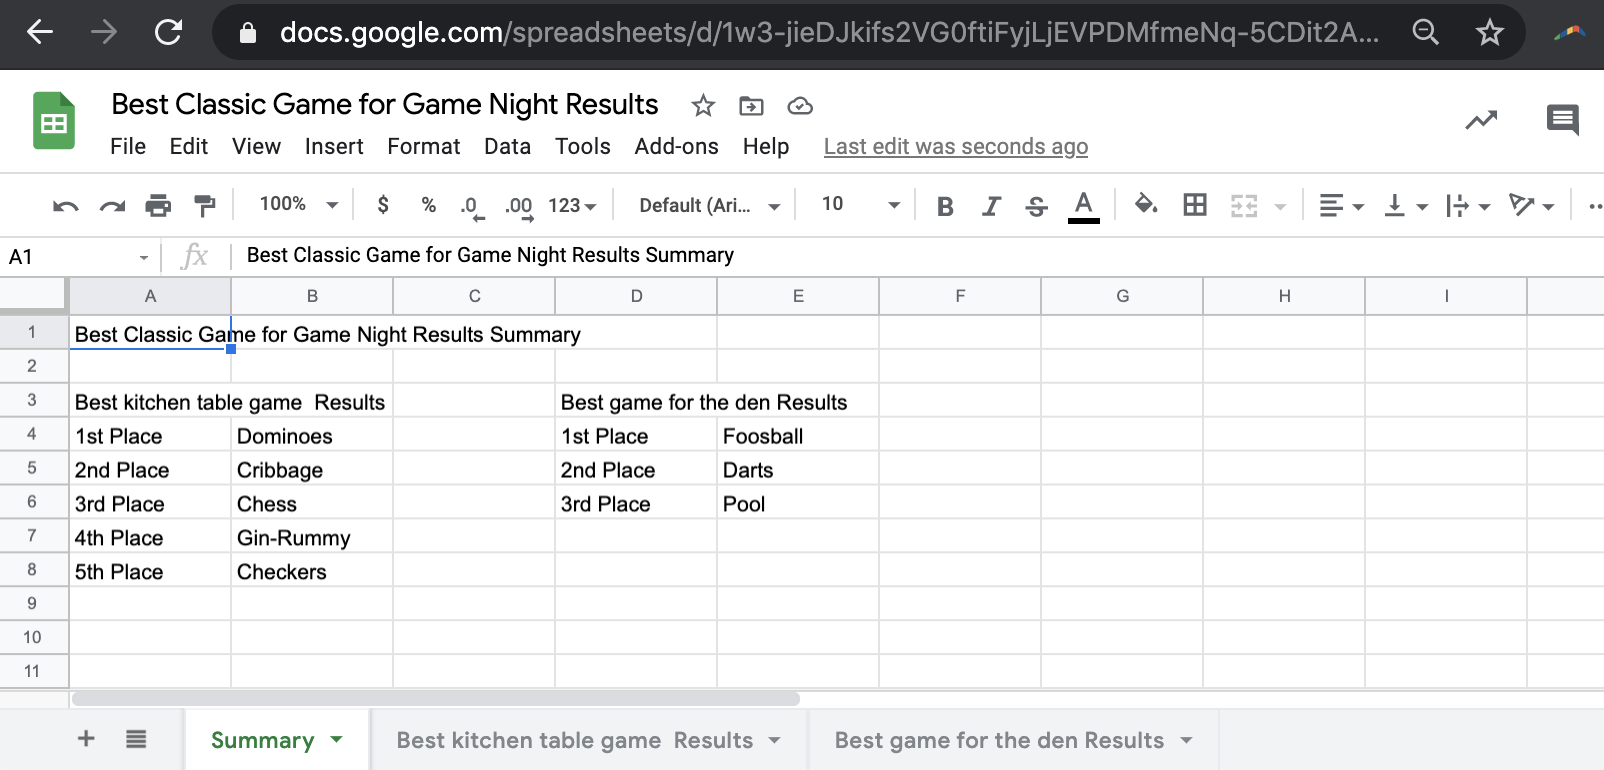 docs.google.com/spreadsheets/d/1w3-jieDJkifs2VG0ftiFyjLjEVPDMfmeNq-5CDit2A...
Best Classic Game for Game Night Results
File Edit View Insert Format Data Tools Add-ons Help Last edit was seconds ago
100% $ % .0 .00 123 Default (Ari... 10 B I S A
A1 fx Best Classic Game for Game Night Results Summary
A B C D E F G H I
1 Best Classic Game for Game Night Results Summary
2
3 Best kitchen table game  Results Best game for the den Results
4 1st Place Dominoes 1st Place Foosball
5 2nd Place Cribbage 2nd Place Darts
6 3rd Place Chess 3rd Place Pool
7 4th Place Gin-Rummy
8 5th Place Checkers
9
10
11
+ Summary Best kitchen table game  Results Best game for the den Results